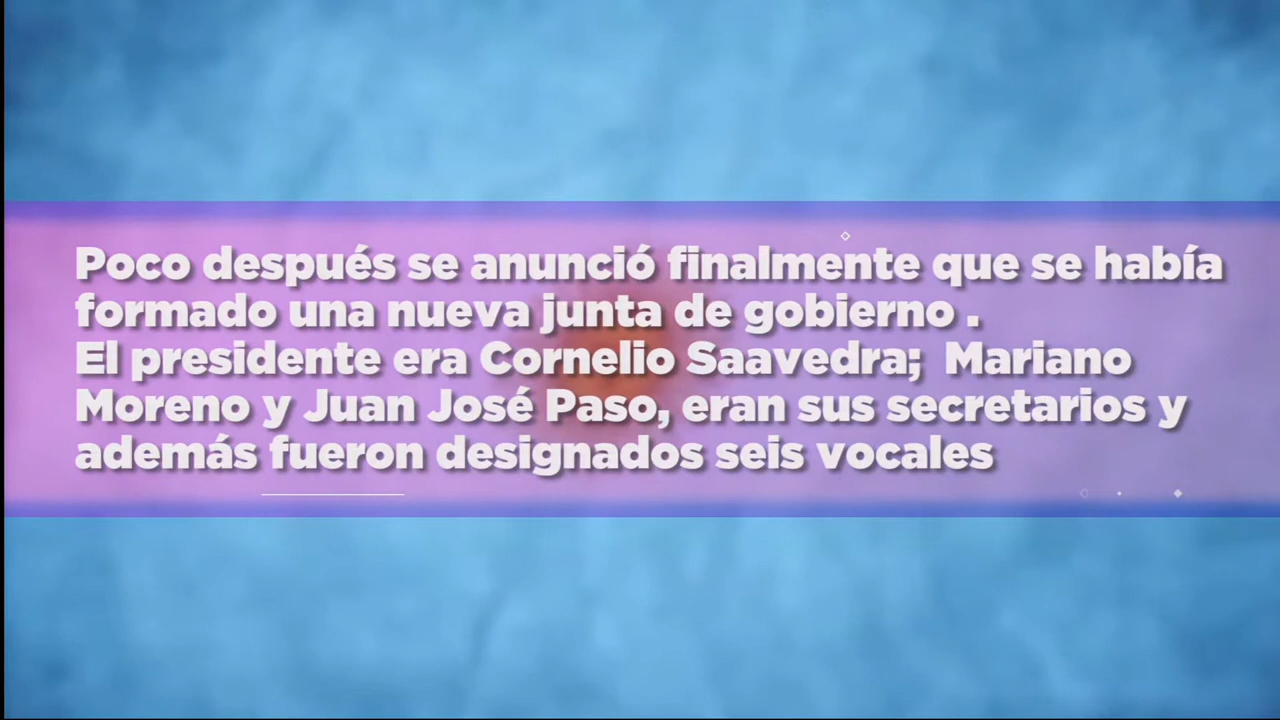 Poco después se anunció finalmente que se había
formado una nueva junta de gobierno .
El presidente era Cornelio Saavedra;  Mariano
Moreno y Juan José Paso, eran sus secretarios y
además fueron designados seis vocales